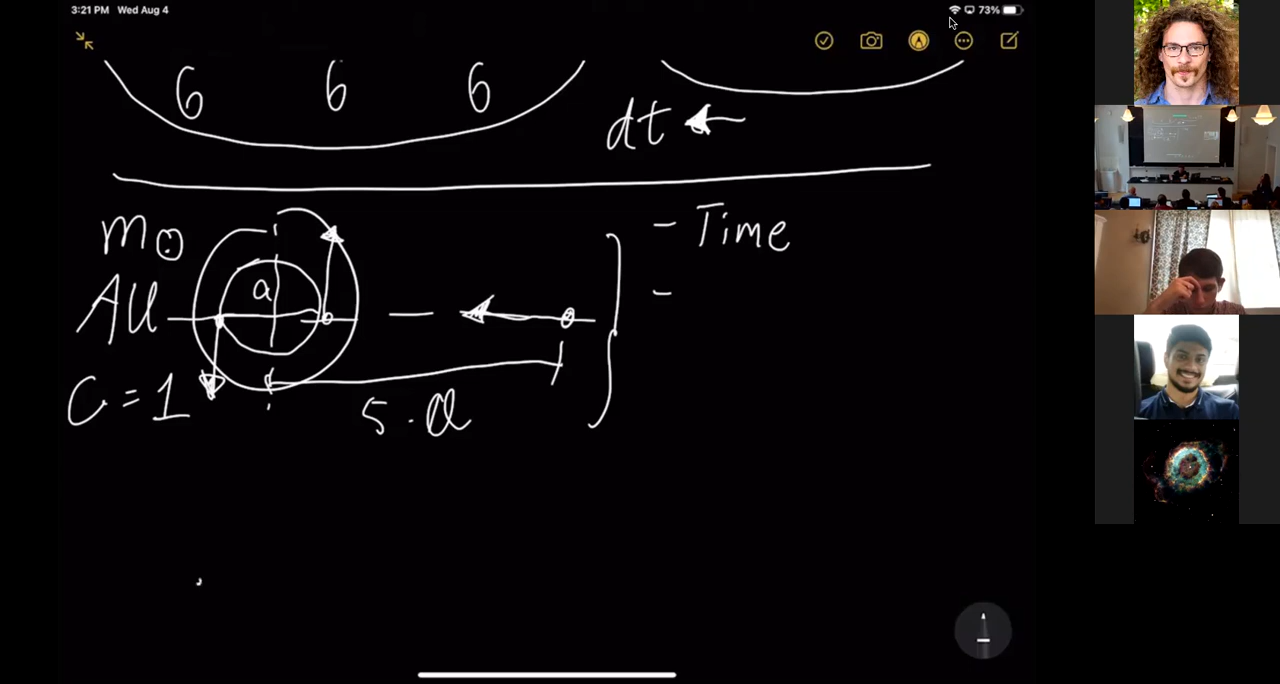 3:21 PM Wed Aug 4
73%
6 6 6
dt
M☉
- Time
a
AU
-
C = 1
5 · a